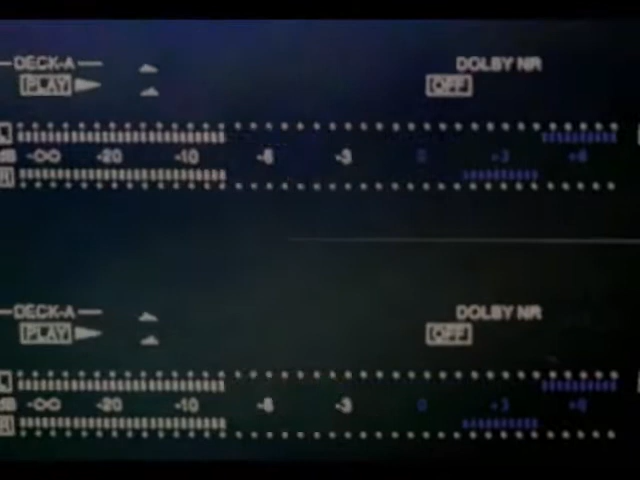 DECK-A DOLBY NR
PLAY OFF
L
dB -∞ -20 -10 -6 -3 0 +3 +6
R
DECK-A DOLBY NR
PLAY OFF
L
dB -∞ -20 -10 -6 -3 0 +3 +6
R